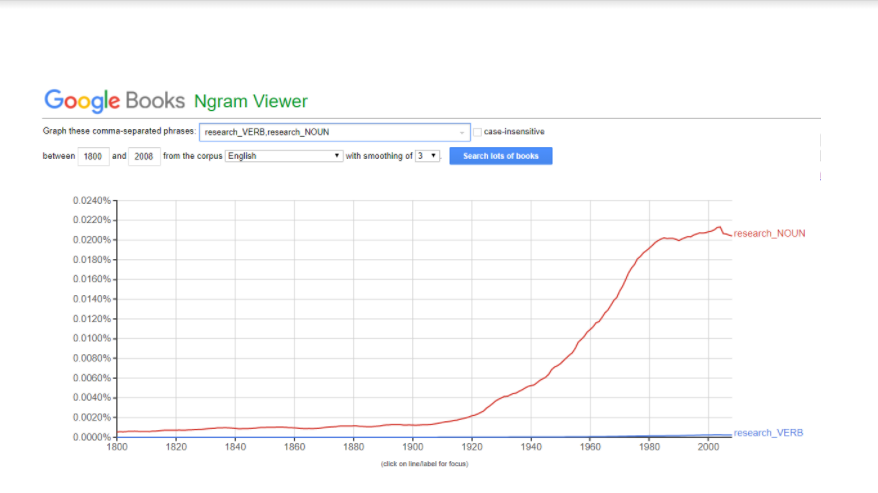 Google Books Ngram Viewer
Graph these comma-separated phrases: research_VERB,research_NOUN case-insensitive
between 1800 and 2008 from the corpus English with smoothing of 3 . Search lots of books
0.0240%
0.0220%
0.0200%
0.0180%
0.0160%
0.0140%
0.0120%
0.0100%
0.0080%
0.0060%
0.0040%
0.0020%
0.0000%
research_NOUN
research_VERB
1800 1820 1840 1860 1880 1900 1920 1940 1960 1980 2000
(click on line/label for focus)